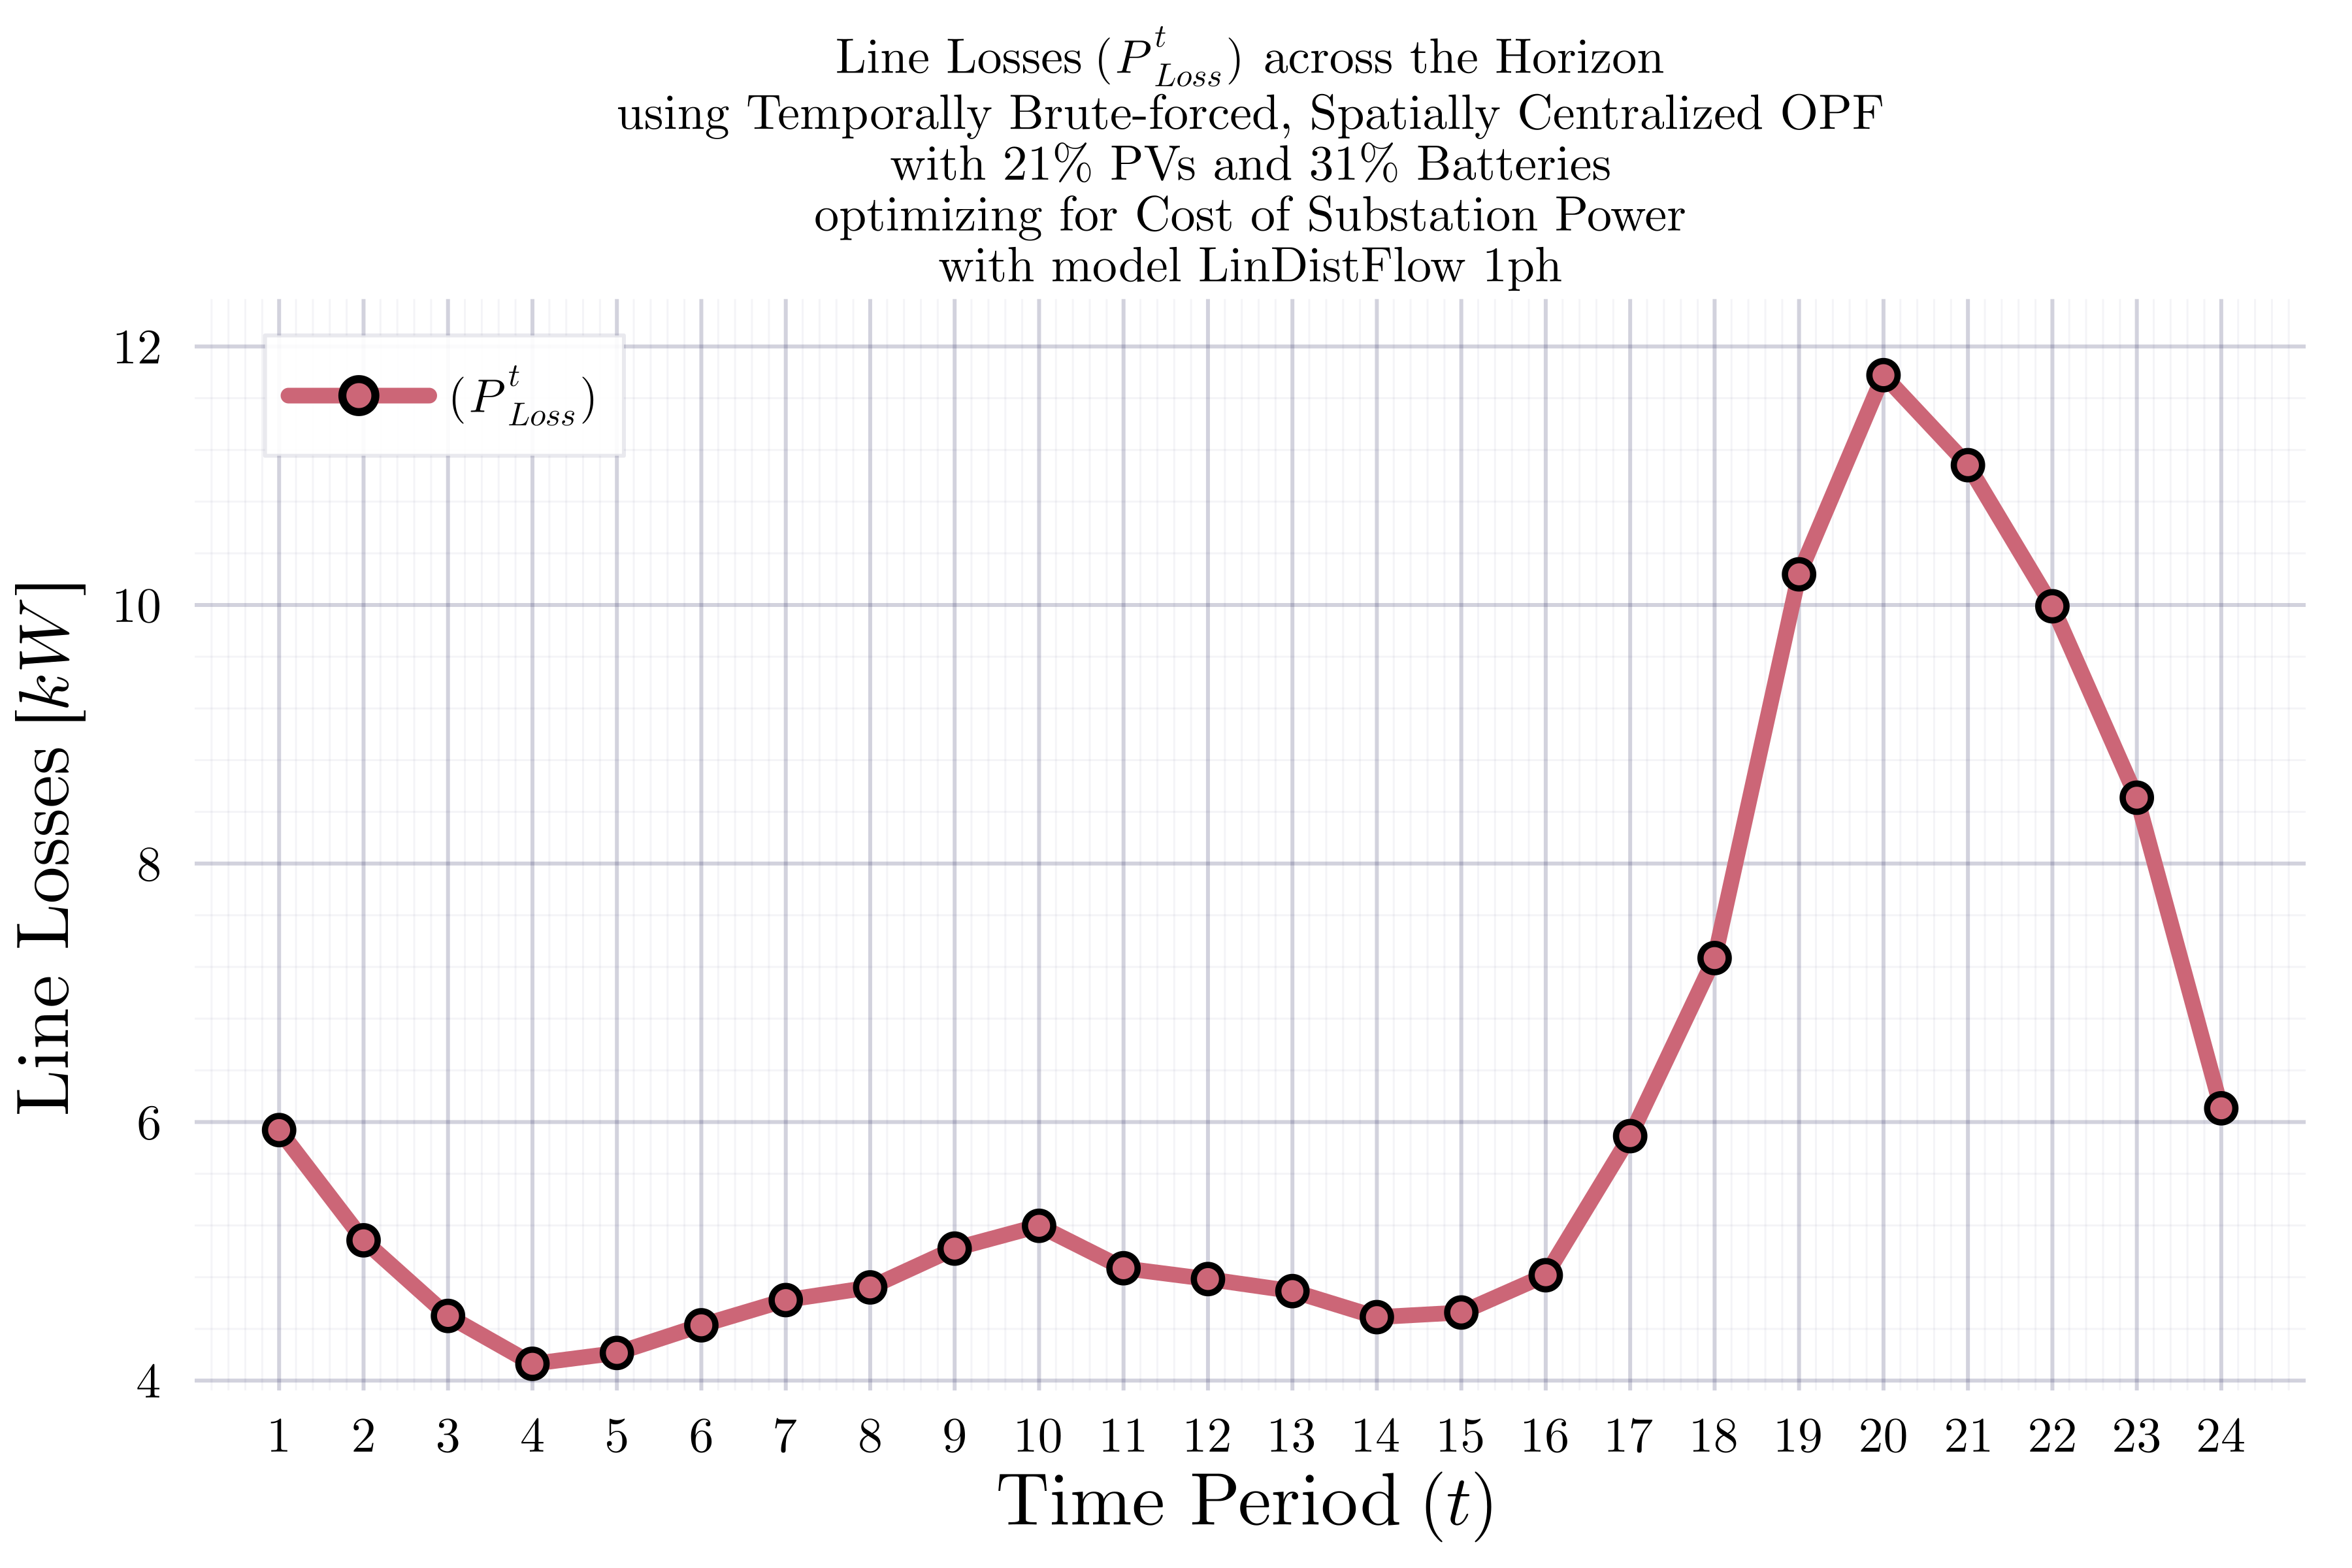 Line Losses (P^t_Loss) across the Horizon
using Temporally Brute-forced, Spatially Centralized OPF
with 21% PVs and 31% Batteries
optimizing for Cost of Substation Power
with model LinDistFlow 1ph
(P^t_Loss)
Line Losses [kW]
12
10
8
6
4
1 2 3 4 5 6 7 8 9 10 11 12 13 14 15 16 17 18 19 20 21 22 23 24
Time Period (t)